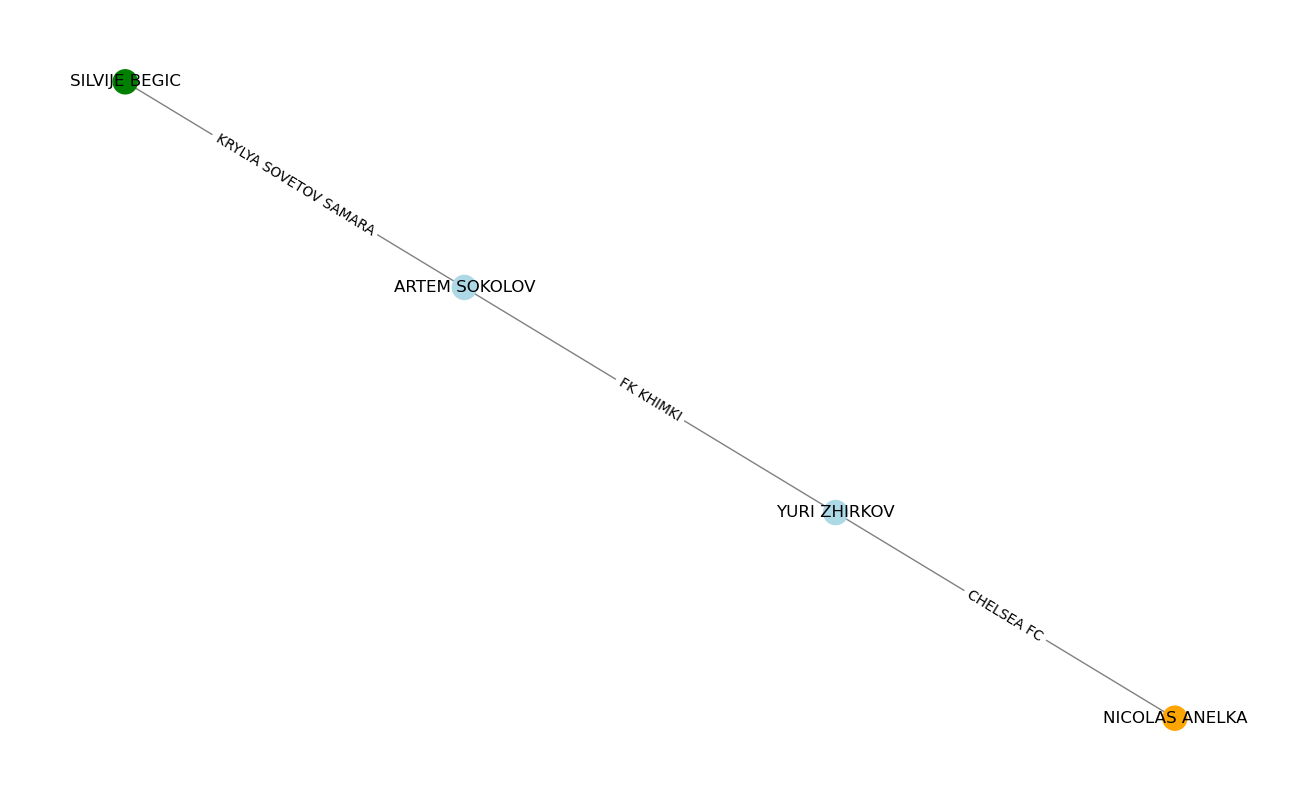 SILVIJE BEGIC
KRYLYA SOVETOV SAMARA
ARTEM SOKOLOV
FK KHIMKI
YURI ZHIRKOV
CHELSEA FC
NICOLAS ANELKA